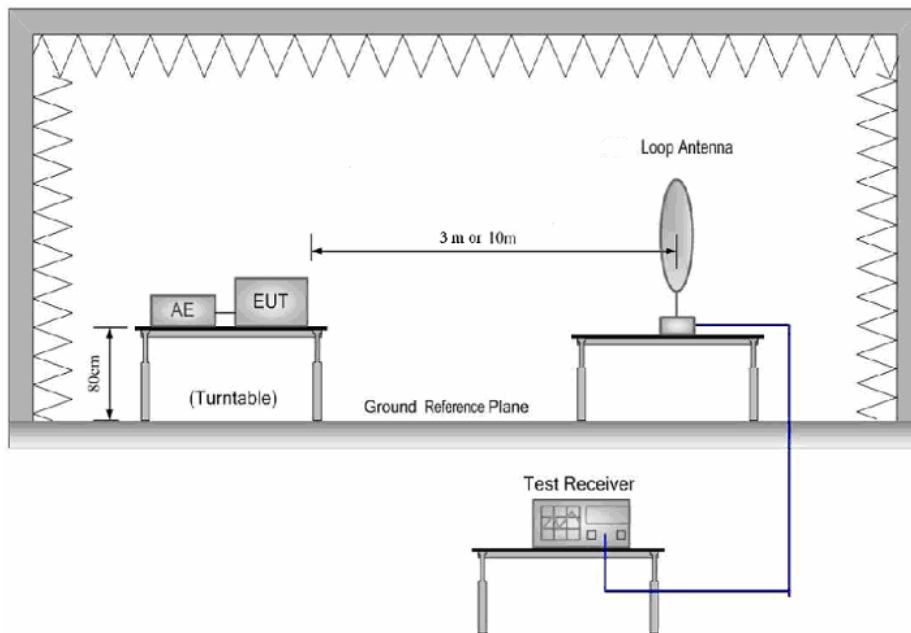 Loop Antenna
3 m or 10m
AE
EUT
80cm
(Turntable)
Ground Reference Plane
Test Receiver